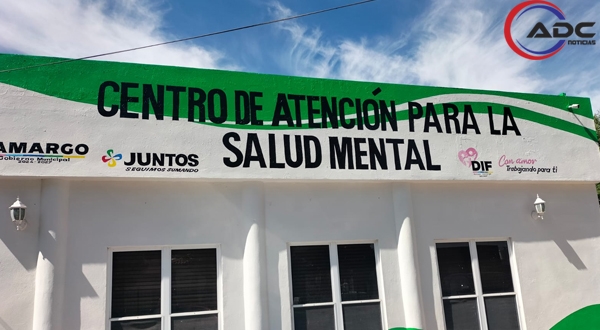 ADC
NOTICIAS
CENTRO DE ATENCIÓN PARA LA
SALUD MENTAL
AMARGO
Gobierno Municipal
JUNTOS
SEGUIMOS SUMANDO
DIF
Con amor
Trabajando para ti